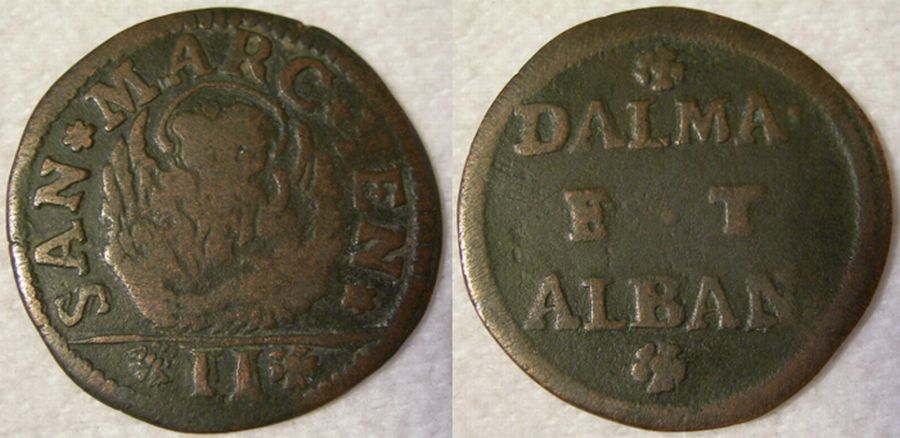 SAN * MARC * VEN *
* II *
DALMA·
E · T
ALBAN